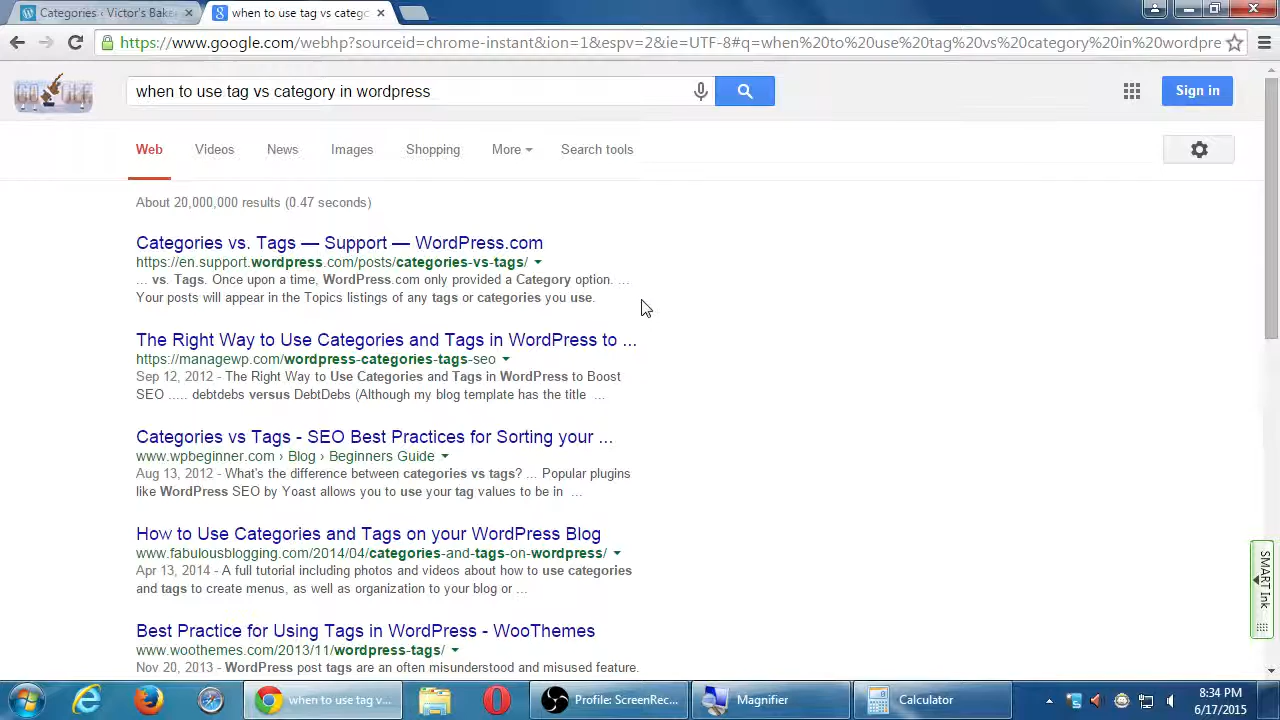 Categories ‹ Victor's Bake
when to use tag vs catego
https://www.google.com/webhp?sourceid=chrome-instant&ion=1&espv=2&ie=UTF-8#q=when%20to%20use%20tag%20vs%20category%20in%20wordpre
when to use tag vs category in wordpress
Sign in
Web Videos News Images Shopping More Search tools
About 20,000,000 results (0.47 seconds)
Categories vs. Tags — Support — WordPress.com
https://en.support.wordpress.com/posts/categories-vs-tags/
... vs. Tags. Once upon a time, WordPress.com only provided a Category option. ...
Your posts will appear in the Topics listings of any tags or categories you use.
The Right Way to Use Categories and Tags in WordPress to ...
https://managewp.com/wordpress-categories-tags-seo
Sep 12, 2012 - The Right Way to Use Categories and Tags in WordPress to Boost
SEO ..... debtdebs versus DebtDebs (Although my blog template has the title ...
Categories vs Tags - SEO Best Practices for Sorting your ...
www.wpbeginner.com › Blog › Beginners Guide
Aug 13, 2012 - What's the difference between categories vs tags? ... Popular plugins
like WordPress SEO by Yoast allows you to use your tag values to be in ...
How to Use Categories and Tags on your WordPress Blog
www.fabulousblogging.com/2014/04/categories-and-tags-on-wordpress/
Apr 13, 2014 - A full tutorial including photos and videos about how to use categories
and tags to create menus, as well as organization to your blog or ...
Best Practice for Using Tags in WordPress - WooThemes
www.woothemes.com/2013/11/wordpress-tags/
Nov 20, 2013 - WordPress post tags are an often misunderstood and misused feature.
SMART Ink
when to use tag v...
Profile: ScreenRec...
Magnifier
Calculator
8:34 PM
6/17/2015